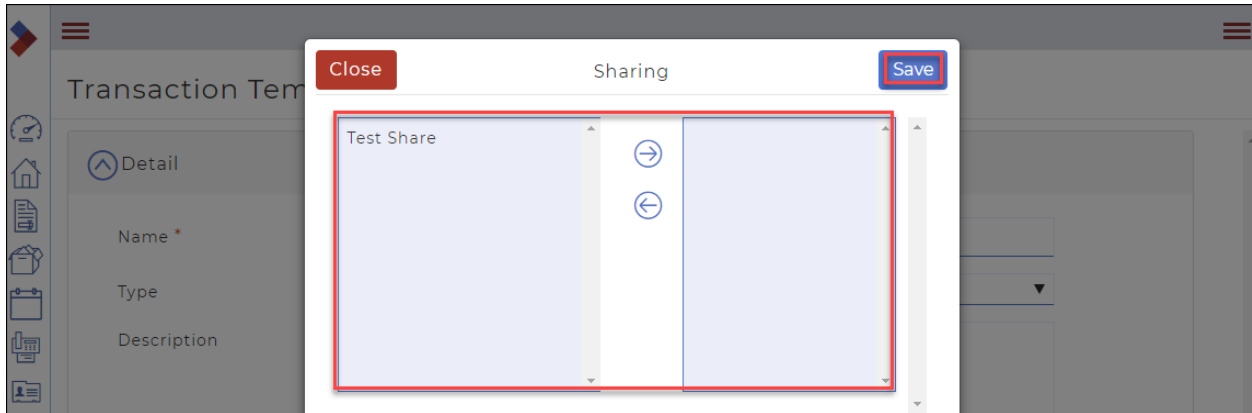 Close
Sharing
Save
Transaction Tem
Test Share
Detail
Name *
Type
Description